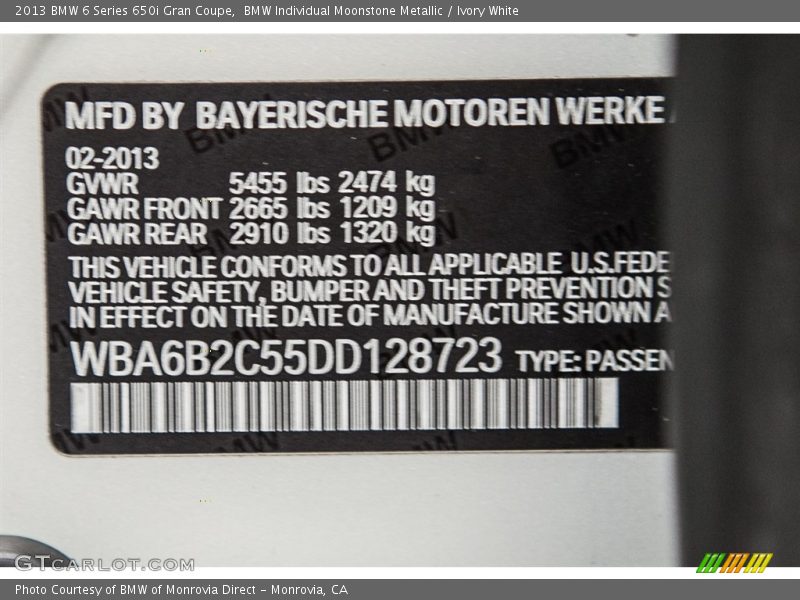 2013 BMW 6 Series 650i Gran Coupe,  BMW Individual Moonstone Metallic / Ivory White
MFD BY BAYERISCHE MOTOREN WERKE
02-2013
GVWR 5455 lbs 2474 kg
GAWR FRONT 2665 lbs 1209 kg
GAWR REAR 2910 lbs 1320 kg
THIS VEHICLE CONFORMS TO ALL APPLICABLE U.S.FEDE
VEHICLE SAFETY, BUMPER AND THEFT PREVENTION S
IN EFFECT ON THE DATE OF MANUFACTURE SHOWN A
WBA6B2C55DD128723 TYPE: PASSEN
GTCARLOT.COM
Photo Courtesy of BMW of Monrovia Direct - Monrovia, CA